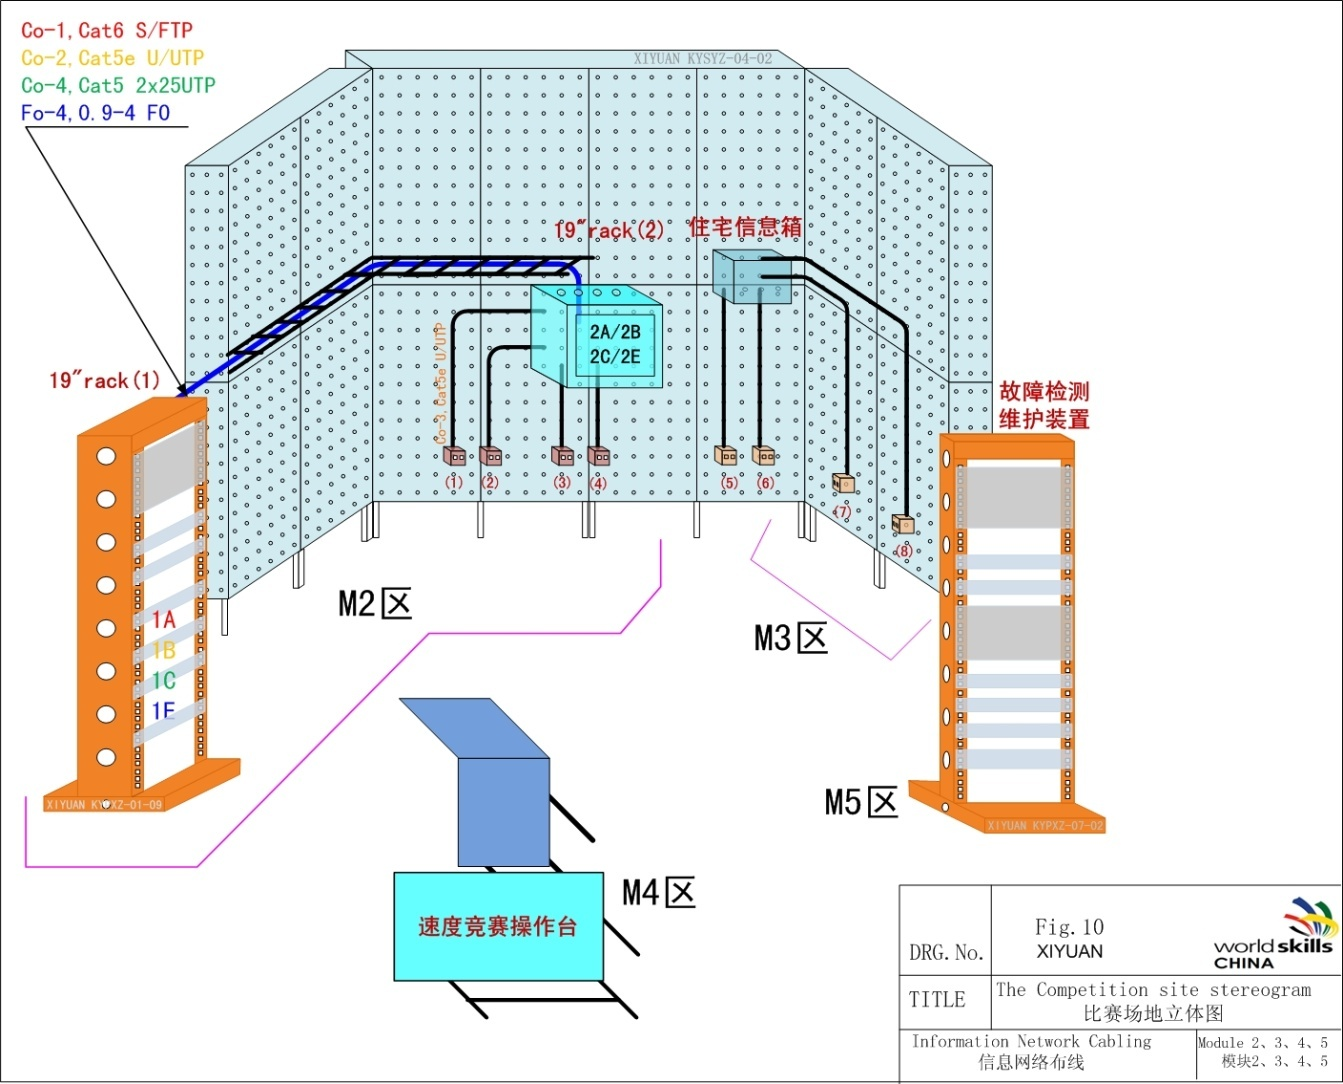 Co-1,Cat6 S/FTP
Co-2,Cat5e U/UTP
Co-4,Cat5 2x25UTP
Fo-4,0.9-4 FO
XIYUAN KYSYZ-04-02
19"rack(2)
住宅信息箱
2A/2B
2C/2E
Co-3,Cat5e U/UTP
19"rack(1)
故障检测
维护装置
(1)
(2)
(3)
(4)
(5)
(6)
(7)
(8)
M2区
M3区
1A
1B
1C
1E
XIYUAN KYPXZ-01-09
M5区
XIYUAN KYPXZ-07-02
M4区
速度竞赛操作台
DRG.No.
Fig.10
XIYUAN
world skills
CHINA
TITLE
The Competition site stereogram
比赛场地立体图
Information Network Cabling
信息网络布线
Module 2、3、4、5
模块2、3、4、5